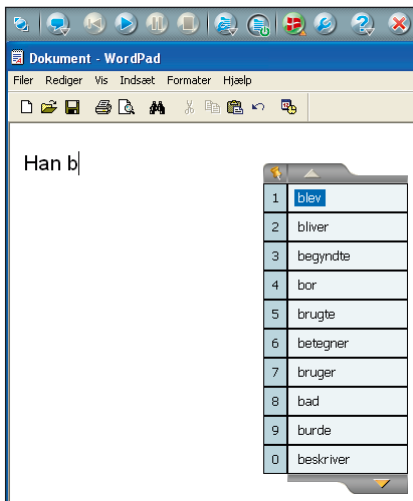 Dokument - WordPad
Filer Rediger Vis Indsæt Formater Hjælp
Han b
1 blev
2 bliver
3 begyndte
4 bor
5 brugte
6 betegner
7 bruger
8 bad
9 burde
0 beskriver